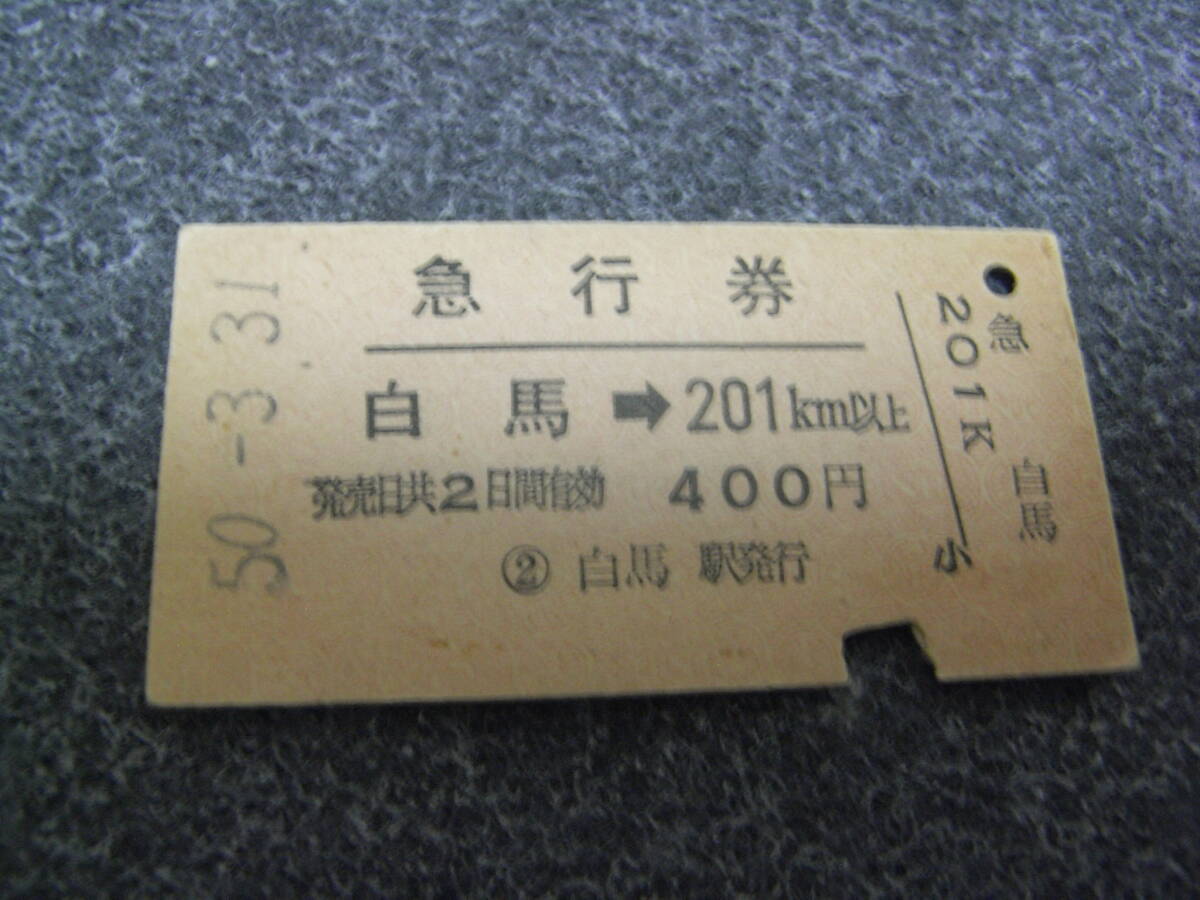 50-3.31
急行券
白馬➡201km以上
発売日共2日間有効 400円
② 白馬 駅発行
急 白馬
201K
小